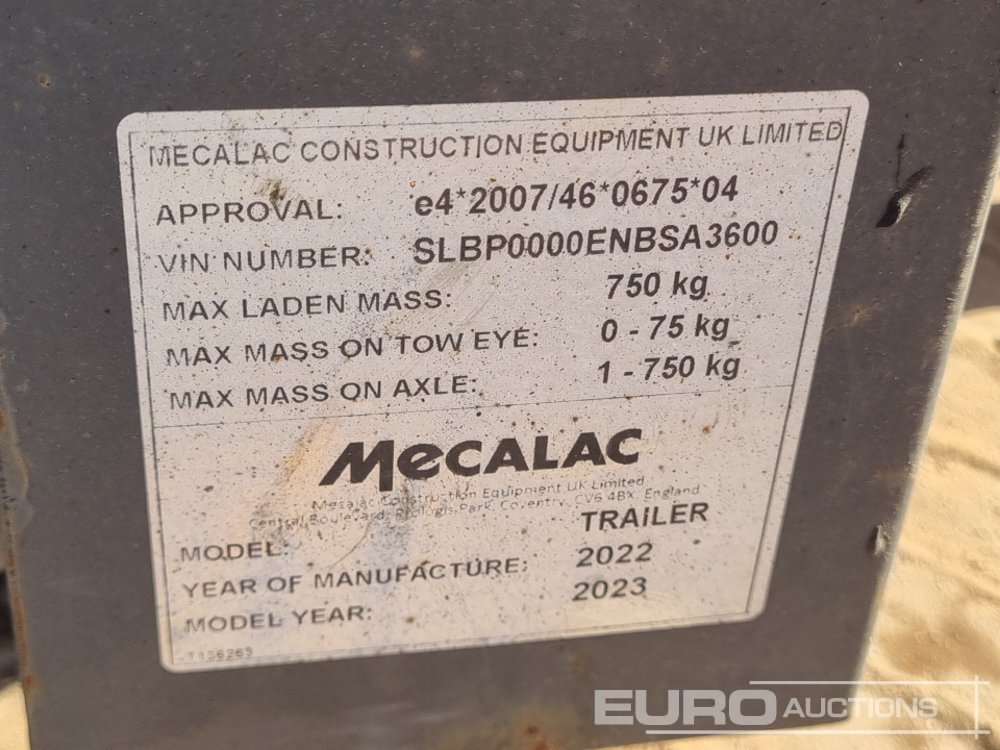 MECALAC CONSTRUCTION EQUIPMENT UK LIMITED
APPROVAL: e4*2007/46*0675*04
VIN NUMBER: SLBP0000ENBSA3600
MAX LADEN MASS: 750 kg
MAX MASS ON TOW EYE: 0 - 75 kg
MAX MASS ON AXLE: 1 - 750 kg
MECALAC
Mecalac Construction Equipment UK Limited
Central Boulevard, Prologis Park, Coventry, CV6 4BX, England
MODEL: TRAILER
YEAR OF MANUFACTURE: 2022
MODEL YEAR: 2023
T136263
EURO AUCTIONS